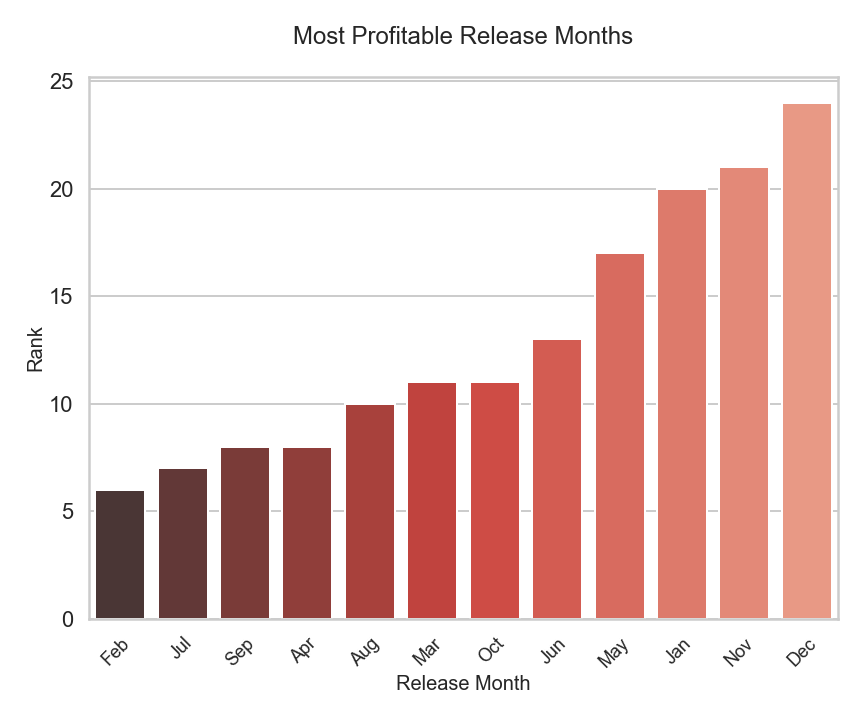 Most Profitable Release Months
25
20
15
10
5
0
Rank
Feb
Jul
Sep
Apr
Aug
Mar
Oct
Jun
May
Jan
Nov
Dec
Release Month